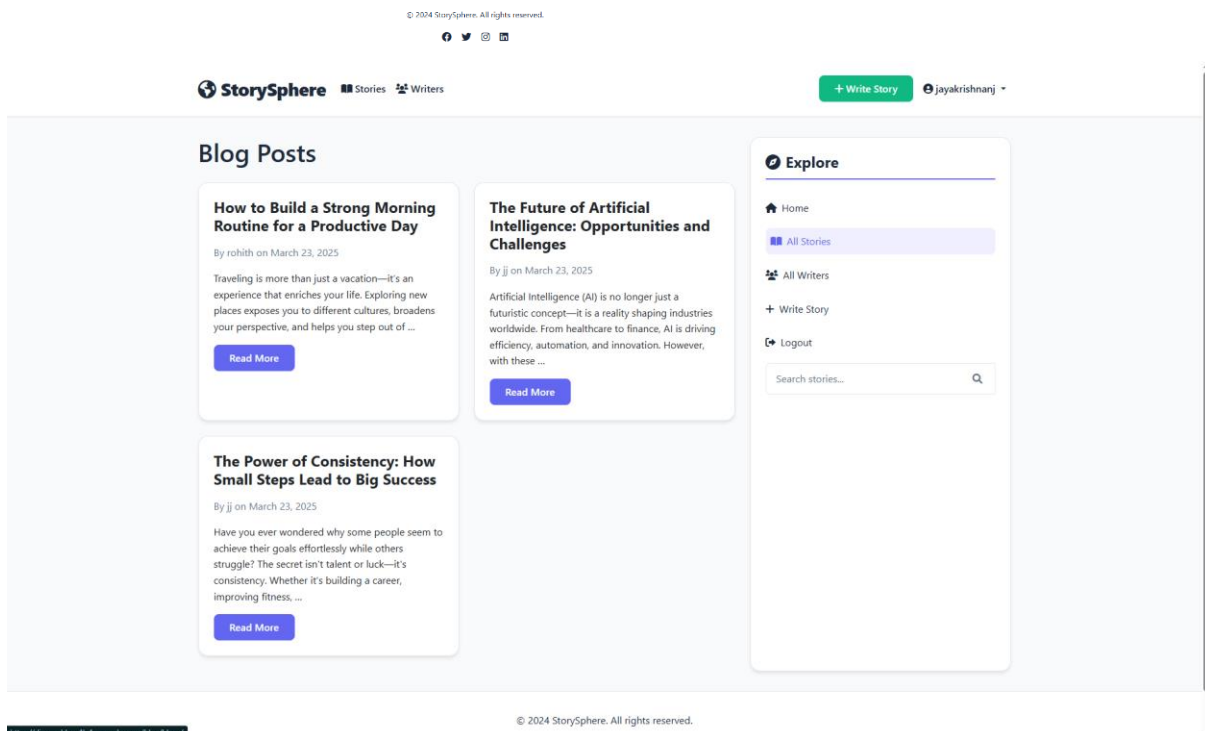 © 2024 StorySphere. All rights reserved.
StorySphere Stories Writers + Write Story jayakrishnanj
Blog Posts
How to Build a Strong Morning
Routine for a Productive Day
By rohith on March 23, 2025
Traveling is more than just a vacation—it's an
experience that enriches your life. Exploring new
places exposes you to different cultures, broadens
your perspective, and helps you step out of ...
Read More
The Future of Artificial
Intelligence: Opportunities and
Challenges
By jj on March 23, 2025
Artificial Intelligence (AI) is no longer just a
futuristic concept—it is a reality shaping industries
worldwide. From healthcare to finance, AI is driving
efficiency, automation, and innovation. However,
with these ...
Read More
The Power of Consistency: How
Small Steps Lead to Big Success
By jj on March 23, 2025
Have you ever wondered why some people seem to
achieve their goals effortlessly while others
struggle? The secret isn't talent or luck—it's
consistency. Whether it's building a career,
improving fitness, ...
Read More
Explore
Home
All Stories
All Writers
+ Write Story
Logout
Search stories...
© 2024 StorySphere. All rights reserved.